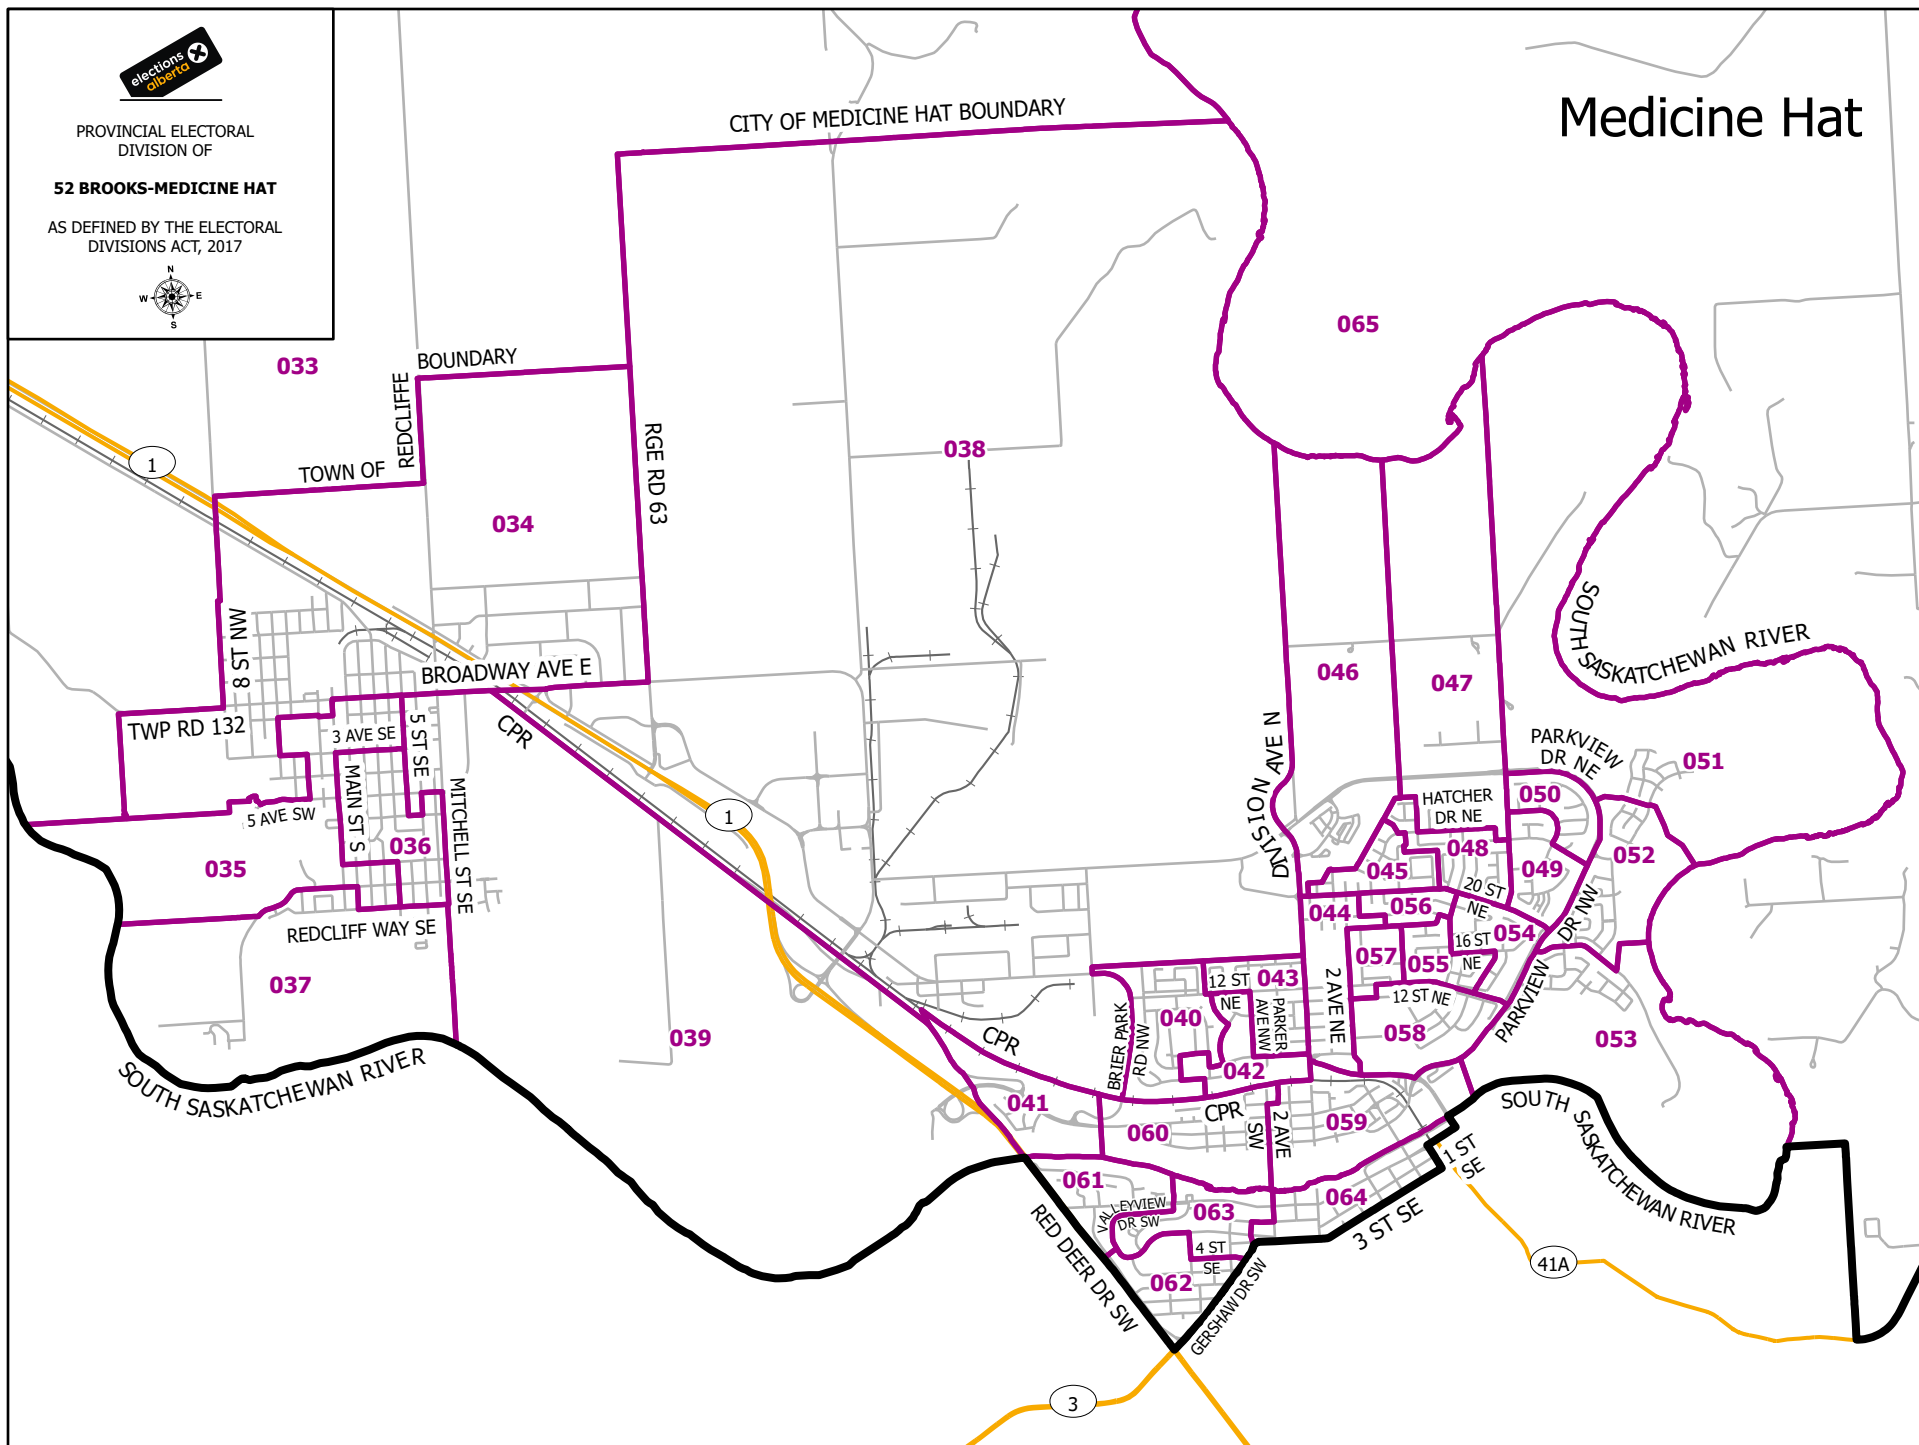 elections
alberta
PROVINCIAL ELECTORAL
DIVISION OF
52 BROOKS-MEDICINE HAT
AS DEFINED BY THE ELECTORAL
DIVISIONS ACT, 2017
N
W
E
S
Medicine Hat
CITY OF MEDICINE HAT BOUNDARY
065
033
BOUNDARY
REDCLIFFE
TOWN OF
1
034
RGE RD 63
038
8 ST NW
BROADWAY AVE E
TWP RD 132
3 AVE SE
5 ST SE
CPR
MAIN ST S
MITCHELL ST SE
5 AVE SW
036
035
REDCLIFF WAY SE
037
SOUTH SASKATCHEWAN RIVER
039
1
SOUTH SASKATCHEWAN RIVER
046
047
DIVISION AVE N
PARKVIEW
DR NE
051
050
HATCHER
DR NE
048
052
045
049
20 ST
NE
044
056
054
16 ST
NE
DR NW
057
055
2 AVE NE
12 ST NE
058
PARKVIEW
053
12 ST
NE
043
040
PARKER
AVE NW
BRIER PARK
RD NW
042
CPR
041
CPR
060
2 AVE
SW
059
SOUTH SASKATCHEWAN RIVER
1 ST
SE
061
064
VALLEYVIEW
DR SW
063
4 ST
SE
3 ST SE
062
RED DEER DR SW
GERSHAW DR SW
41A
3